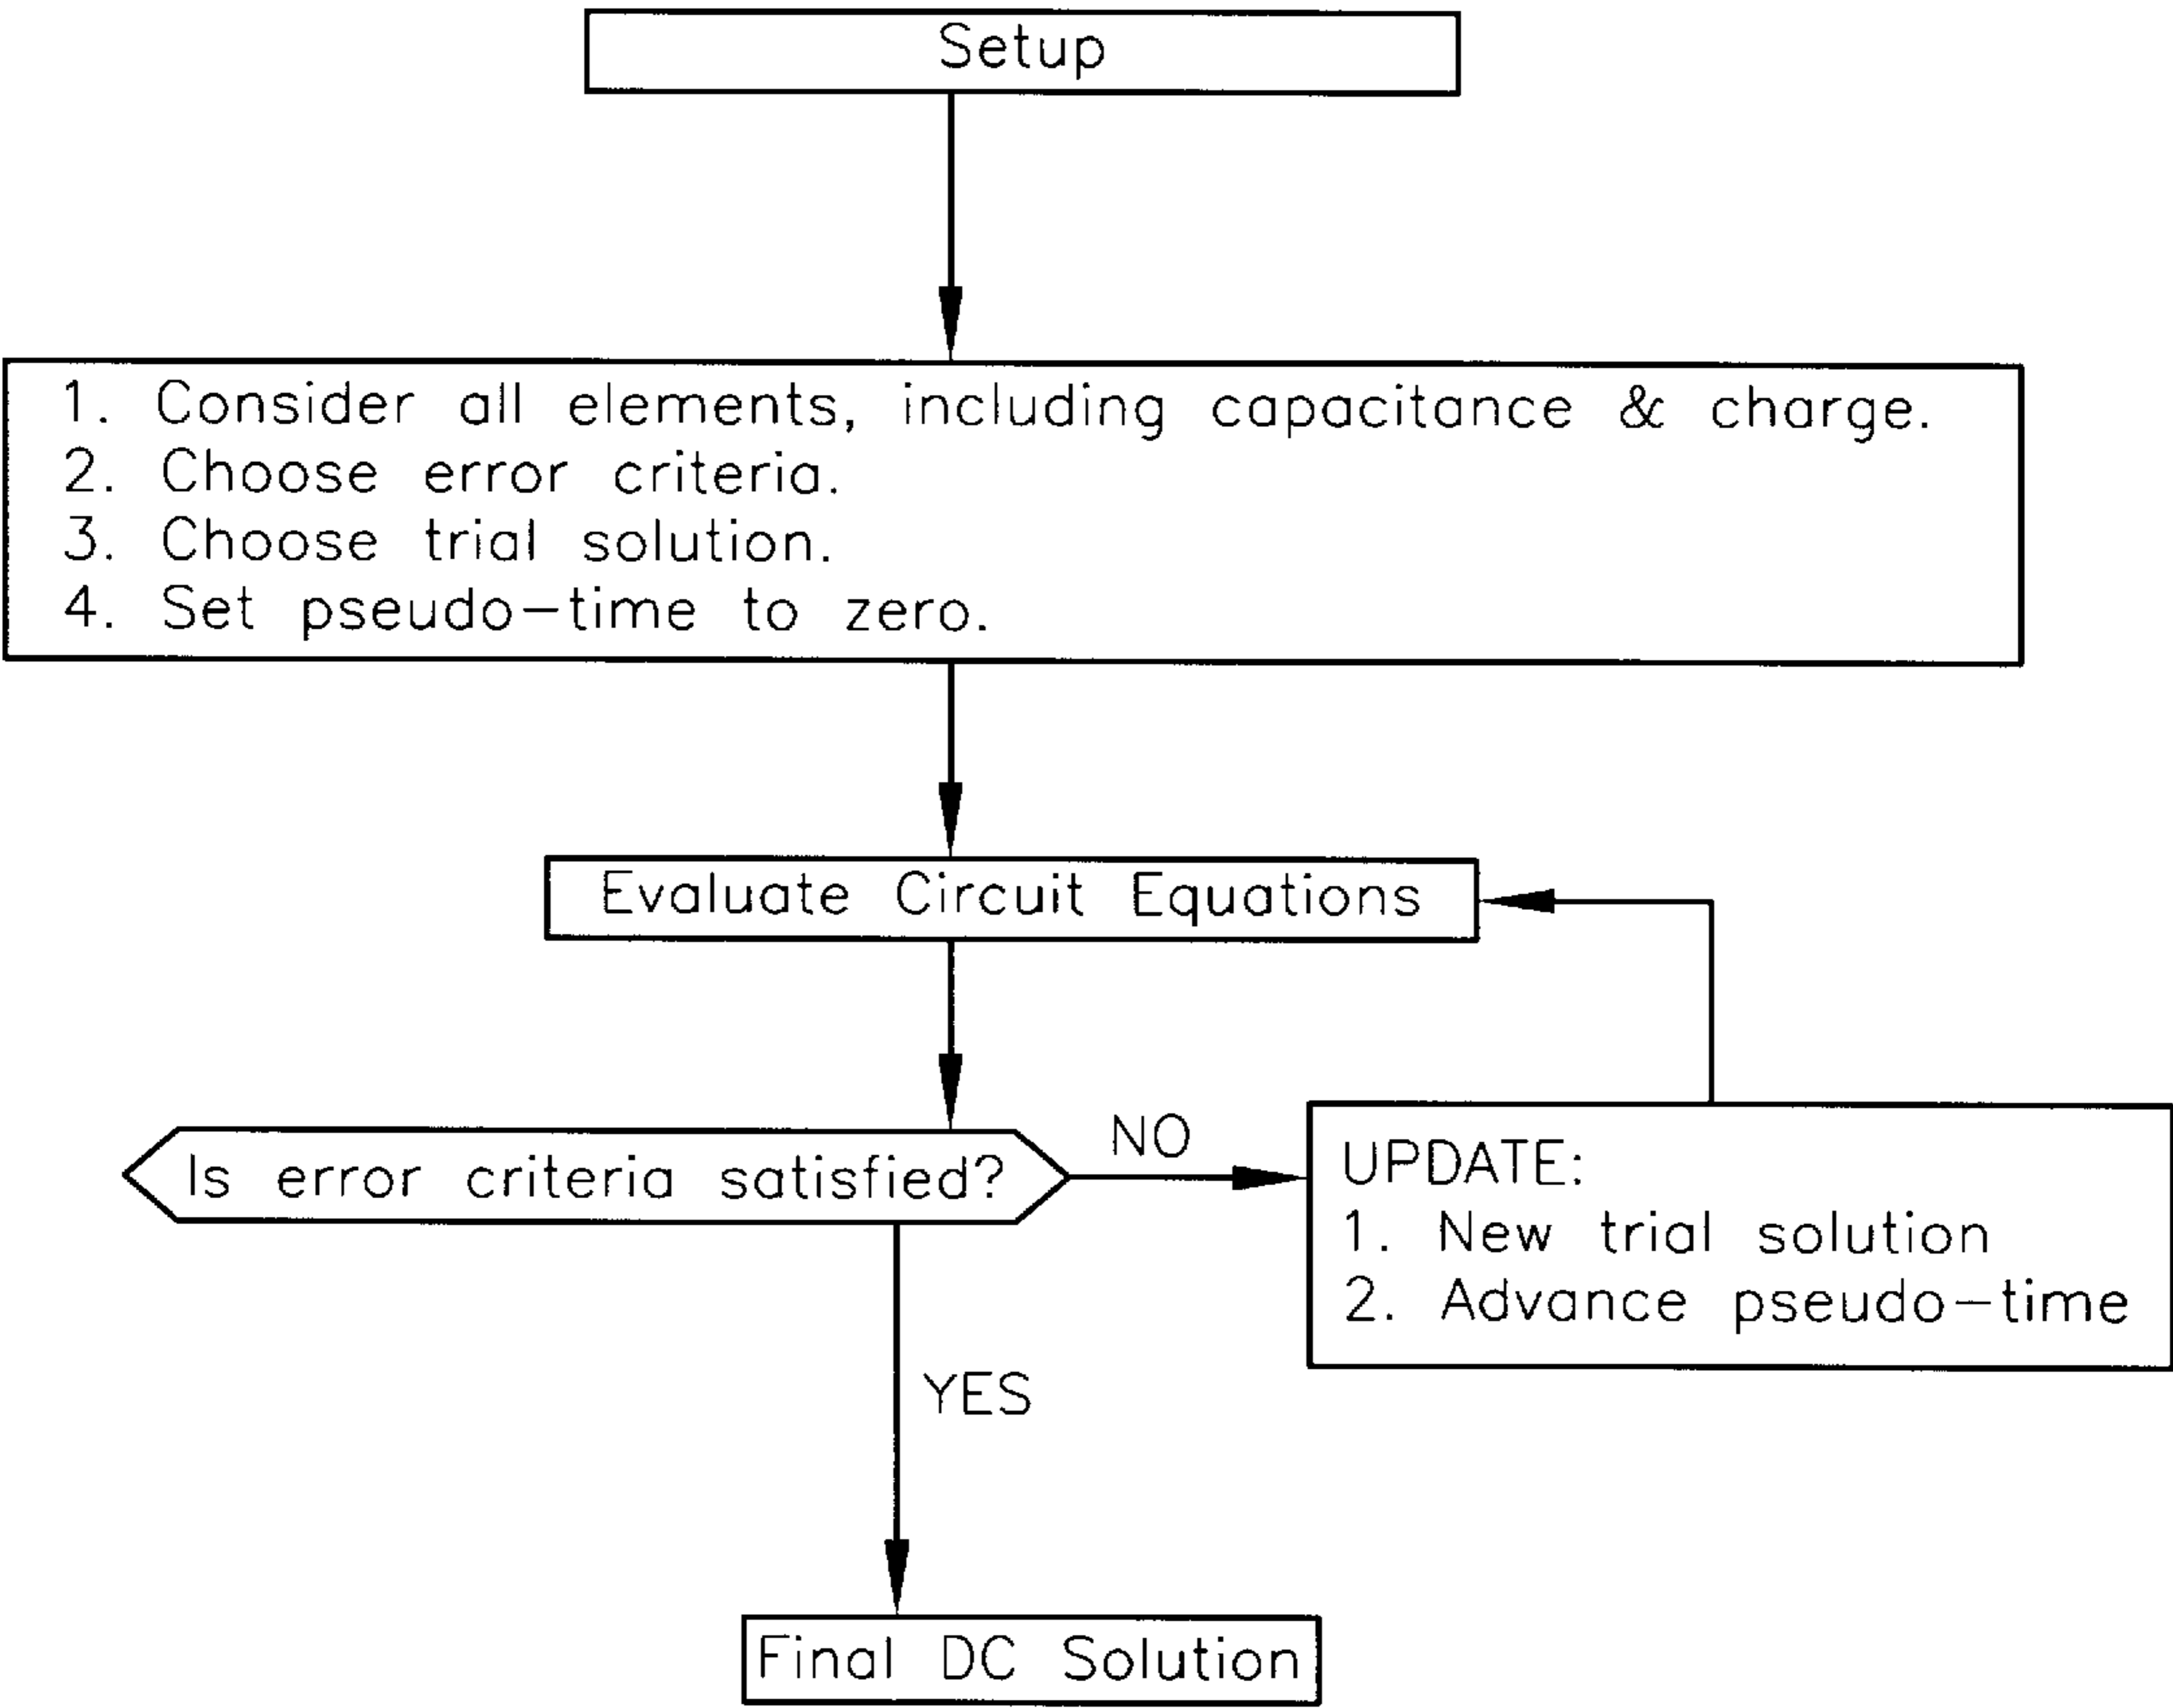 Setup
1. Consider all elements, including capacitance & charge.
2. Choose error criteria.
3. Choose trial solution.
4. Set pseudo-time to zero.
Evaluate Circuit Equations
Is error criteria satisfied?
NO
UPDATE:
1. New trial solution
2. Advance pseudo-time
YES
Final DC Solution